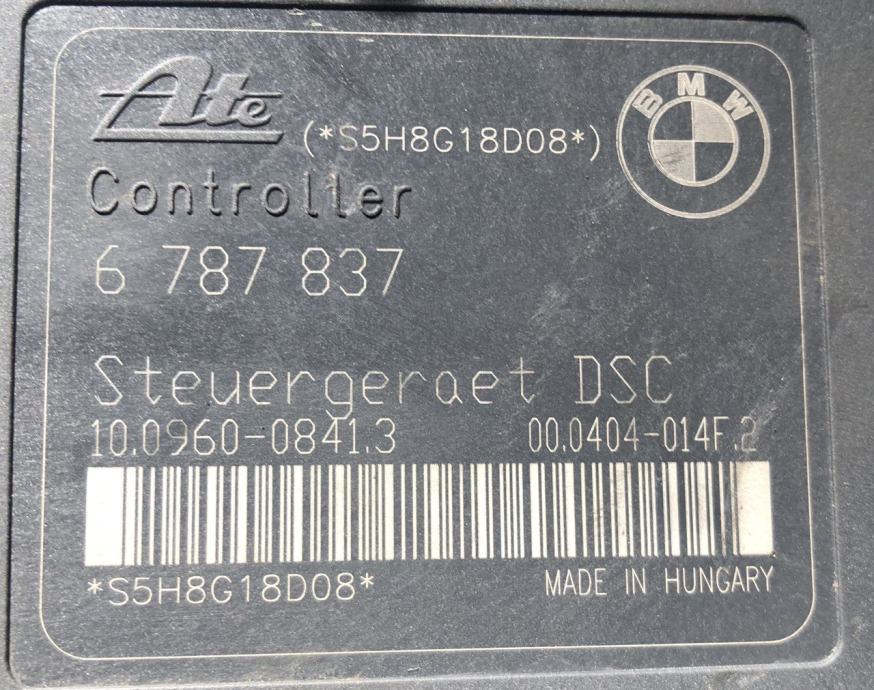 Ate (*S5H8G18D08*) BMW
Controller
6 787 837
Steuergeraet DSC
10.0960-0841.3 00.0404-014F.2
*S5H8G18D08* MADE IN HUNGARY